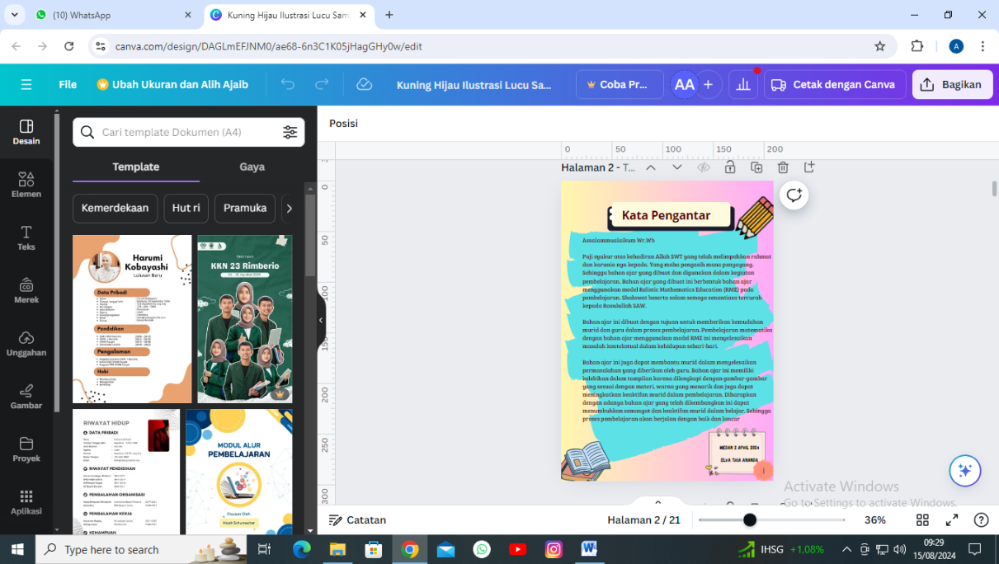 (10) WhatsApp
Kuning Hijau Ilustrasi Lucu Sam
canva.com/design/DAGLmEFJNM0/ae68-6n3C1K05jHagGHy0w/edit
A
File
Ubah Ukuran dan Alih Ajaib
Kuning Hijau Ilustrasi Lucu Sa...
Coba Pr...
AA
Cetak dengan Canva
Bagikan
Desain
Elemen
Teks
Merek
Unggahan
Gambar
Proyek
Aplikasi
Cari template Dokumen (A4)
Template
Gaya
Kemerdekaan
Hut ri
Pramuka
Harumi
Kobayashi
Lulusan Baru
Data Pribadi
Pendidikan
Pengalaman
Hobi
Kelompok
KKN 23 Rimberio
RIWAYAT HIDUP
DATA PRIBADI
RIWAYAT PENDIDIKAN
PENGALAMAN ORGANISASI
PENGALAMAN KERJA
KEMAMPUAN
MODUL ALUR
PEMBELAJARAN
Disusun Oleh :
Noah Schumacher
Posisi
0 50 100 150 200
0
50
100
150
200
250
300
Halaman 2 - T...
Kata Pengantar
Assalammualaikum Wr.Wb
Puji syukur atas kehadiran Allah SWT yang telah melimpahkan rahmat
dan karunia nya kepada. Yang maha pengasih mana penyayang.
Sehingga bahan ajar yang dibuat dan digunakan dalam kegiatan
pembelajaran. Bahan ajar yang dibuat ini berbentuk bahan ajar
menggunakan model Relistic Mathematics Education (RME) pada
pembelajaran. Sholawat beserta salam semoga senantiasa tercurah
kepada Rasulullah SAW.
Bahan ajar ini dibuat dengan tujuan untuk memberikan kemudahan
murid dan guru dalam proses pembelajaran. Pembelajaran matematika
dengan bahan ajar menggunakan model RME ini menyelesaikan
masalah kontekstual dalam kehidupan sehari-hari.
Bahan ajar ini juga dapat membantu murid dalam menyelesaikan
permasalahan yang diberikan oleh guru. Bahan ajar ini memiliki
kelebihan dalam tampilan karena dilengkapi dengan gambar-gambar
yang sesuai dengan materi, warna yang menarik dan juga dapat
meningkatkan keaktifan murid dalam pembelajaran. Diharapkan
dengan adanya bahan ajar yang telah dikembangkan ini dapat
menumbuhkan semangat dan keaktifan murid dalam belajar. Sehingga
proses pembelajaran akan berjalan dengan baik dan lancar
MEDAN 2 APRIL 2024
ELVA TAIA ANANDA
i
Activate Windows
Go to Settings to activate Windows.
Catatan
Halaman 2 / 21
36%
Type here to search
IHSG +1,08%
09:29
15/08/2024